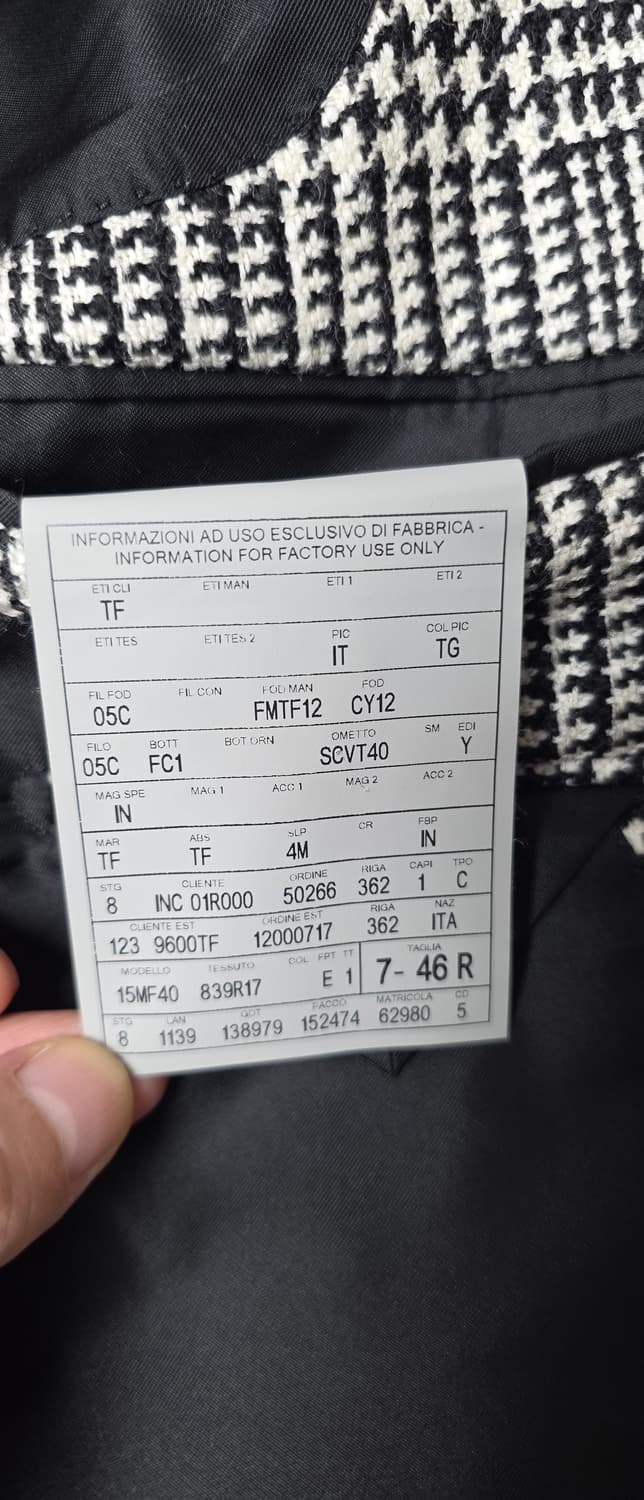 INFORMAZIONI AD USO ESCLUSIVO DI FABBRICA -
INFORMATION FOR FACTORY USE ONLY
ETI CLI ETI MAN ETI 1 ETI 2
TF
ETI TES ETI TES 2 PIC COL PIC
IT TG
FIL FOD FIL CON FOD MAN FOD
05C FMTF12 CY12
FILO BOTT BOT ORN OMETTO SM EDI
05C FC1 SCVT40 Y
MAG SPE MAG 1 ACC 1 MAG 2 ACC 2
IN
MAR ABS SLP CR FBP
TF TF 4M IN
STG CLIENTE ORDINE RIGA CAPI TPO
8 INC 01R000 50266 362 1 C
CLIENTE EST ORDINE EST RIGA NAZ
123 9600TF 12000717 362 ITA
MODELLO TESSUTO COL FPT TT TAGLIA
15MF40 839R17 E 1 7- 46 R
STG LAN GOT PACCO MATRICOLA CD
8 1139 138979 152474 62980 5